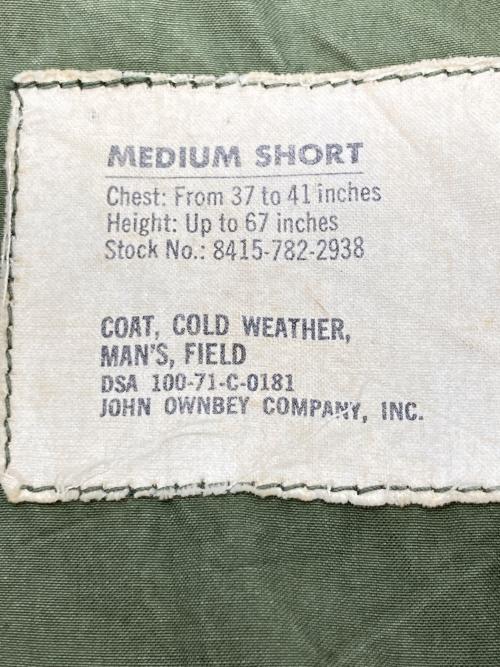 MEDIUM SHORT
Chest: From 37 to 41 inches
Height: Up to 67 inches
Stock No.: 8415-782-2938
COAT, COLD WEATHER,
MAN'S, FIELD
DSA 100-71-C-0181
JOHN OWNBEY COMPANY, INC.